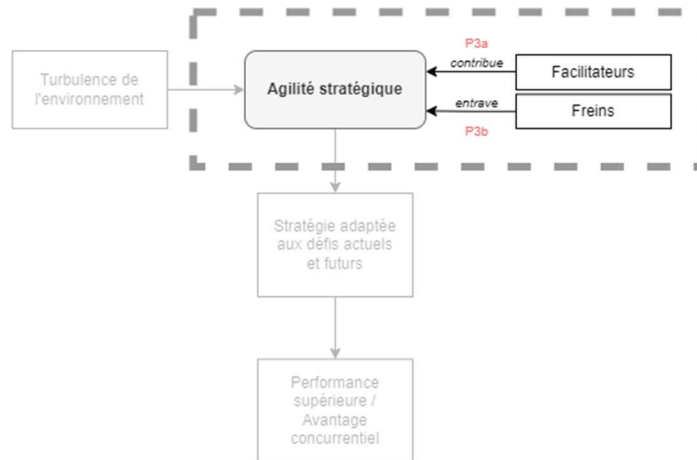 P3a
contribue
Facilitateurs
Turbulence de
l'environnement
Agilité stratégique
entrave
Freins
P3b
Stratégie adaptée
aux défis actuels
et futurs
Performance
supérieure /
Avantage
concurrentiel